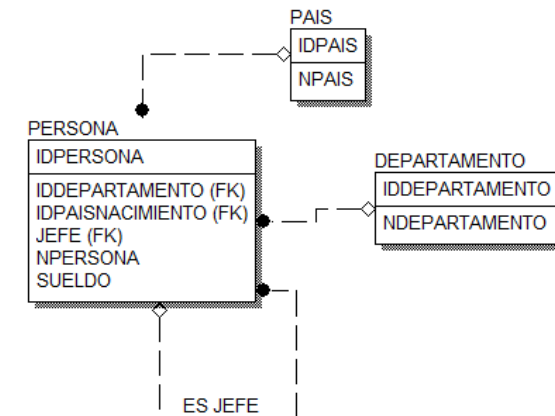 PAIS
IDPAIS
NPAIS
PERSONA
IDPERSONA
IDDEPARTAMENTO (FK)
IDPAISNACIMIENTO (FK)
JEFE (FK)
NPERSONA
SUELDO
DEPARTAMENTO
IDDEPARTAMENTO
NDEPARTAMENTO
ES JEFE